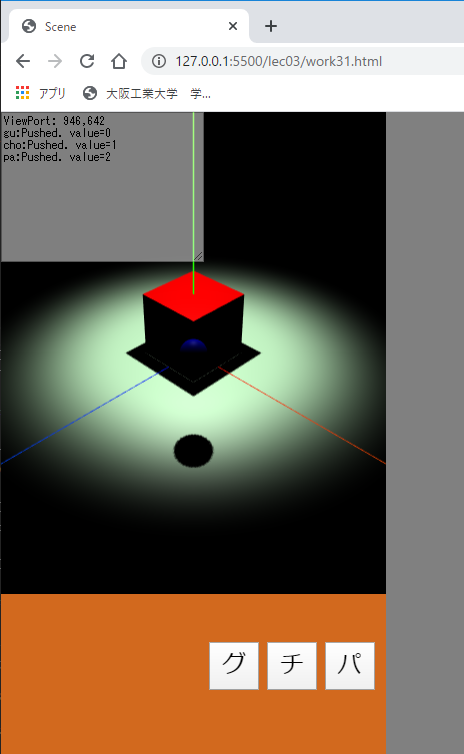 Scene
127.0.0.1:5500/lec03/work31.html
アプリ 大阪工業大学 学...
ViewPort: 946,642
gu:Pushed. value=0
cho:Pushed. value=1
pa:Pushed. value=2
グ チ パ